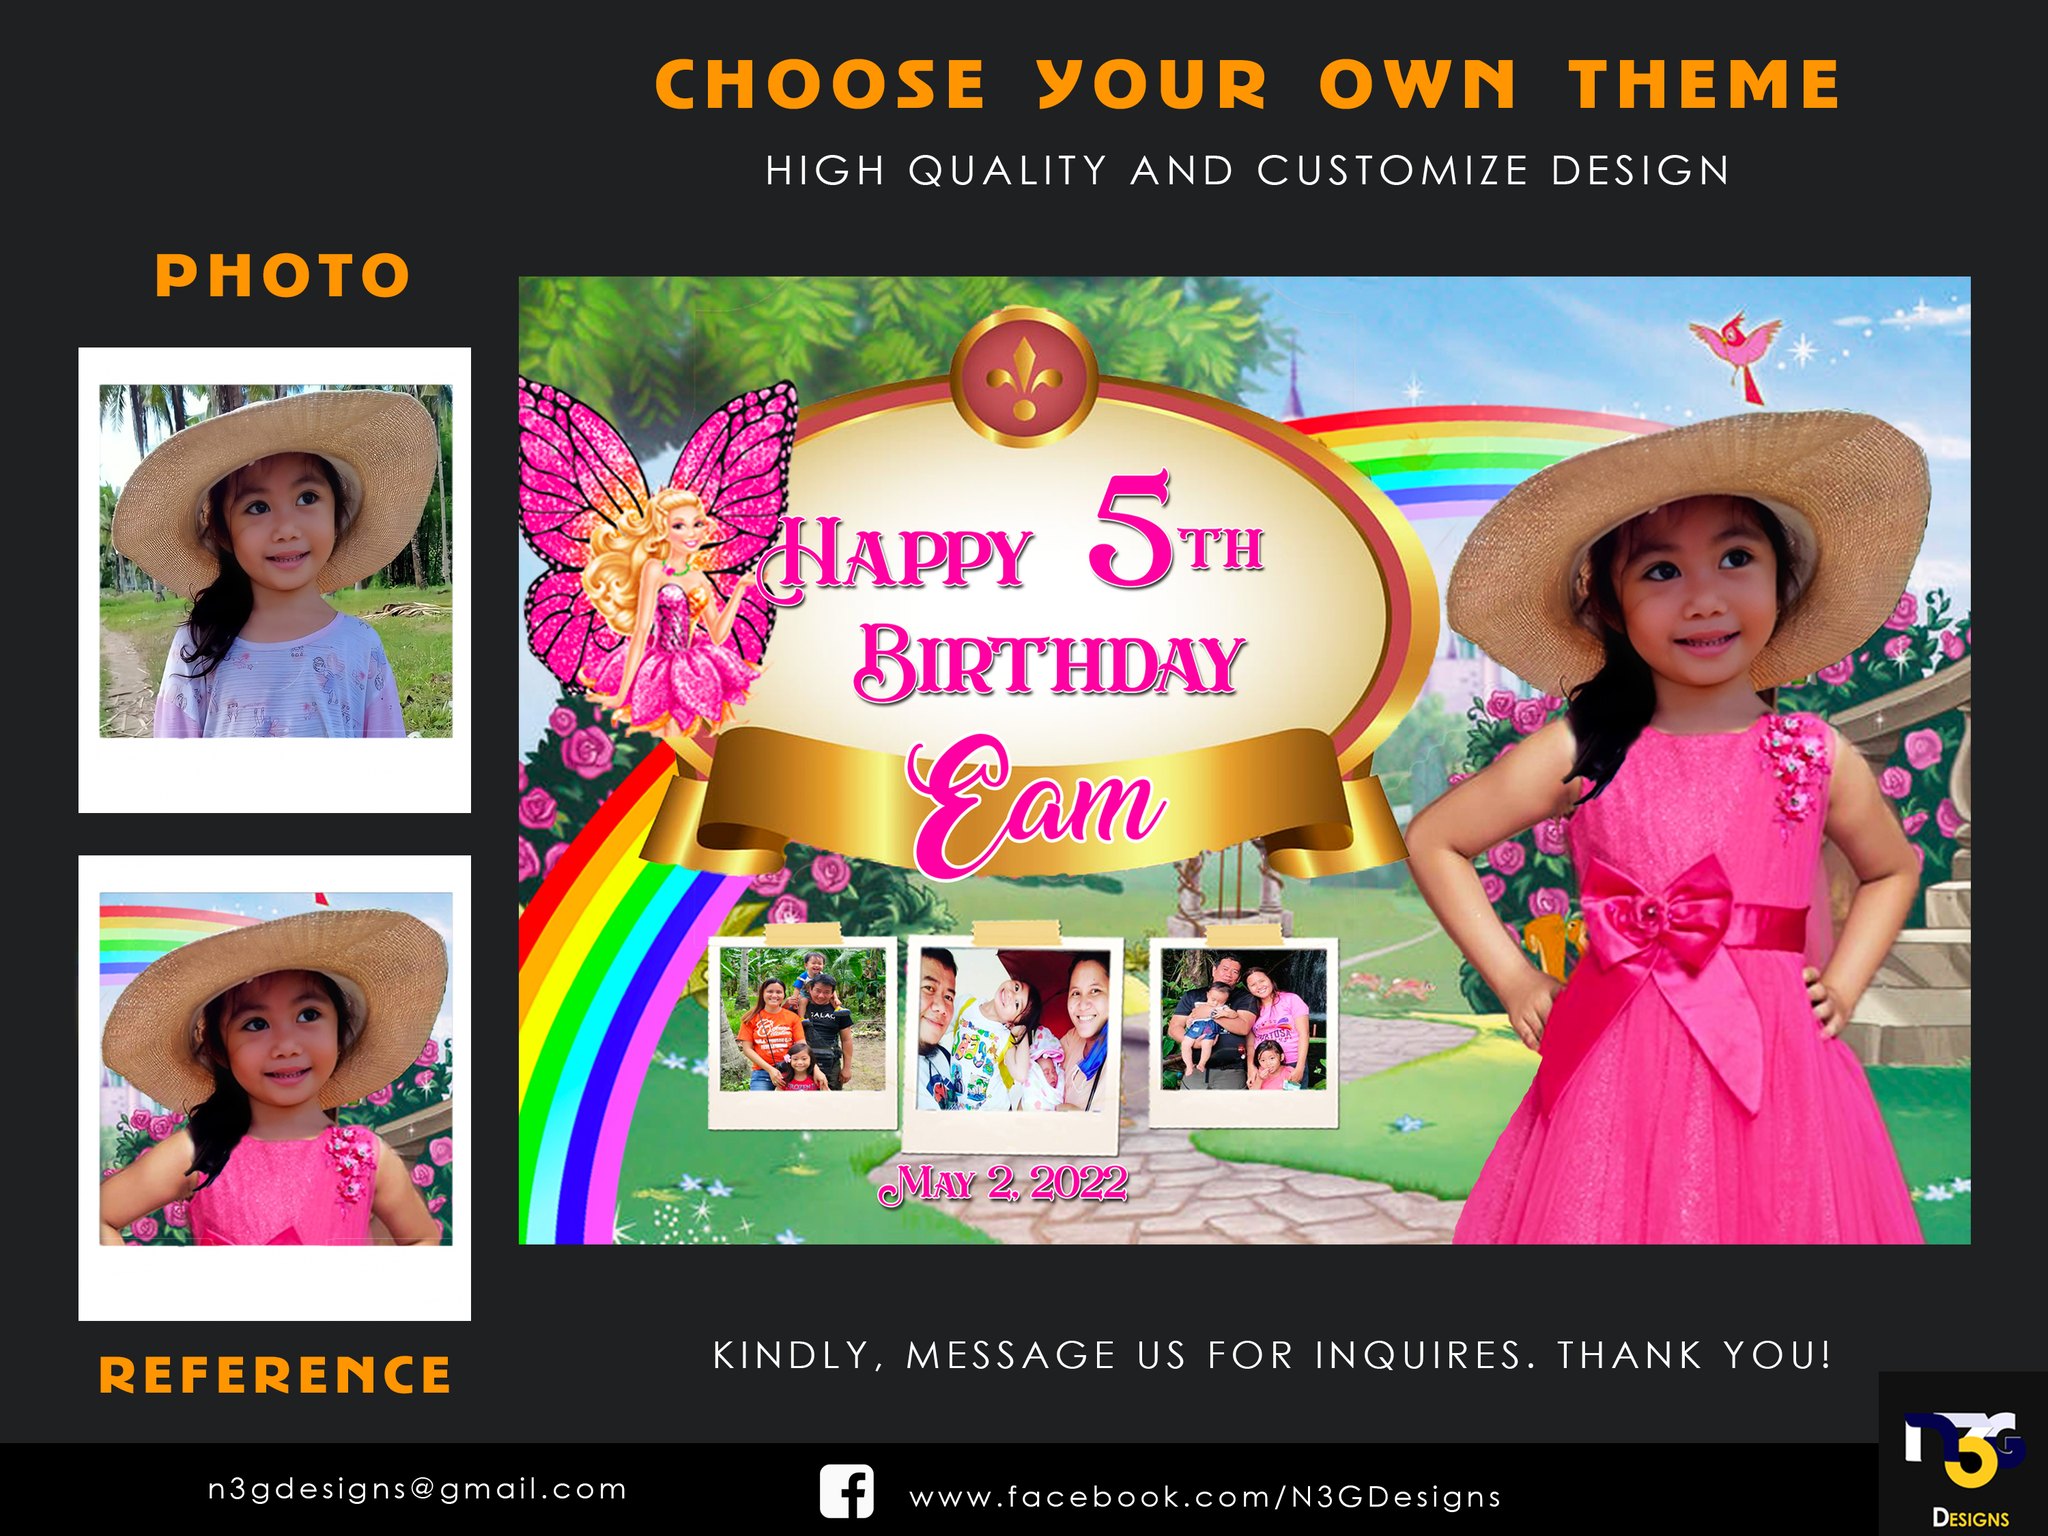 CHOOSE YOUR OWN THEME
HIGH QUALITY AND CUSTOMIZE DESIGN
PHOTO
HAPPY 5TH
BIRTHDAY
Eam
MAY 2, 2022
REFERENCE
KINDLY, MESSAGE US FOR INQUIRES. THANK YOU!
n3gdesigns@gmail.com
www.facebook.com/N3GDesigns
N3G
DESIGNS